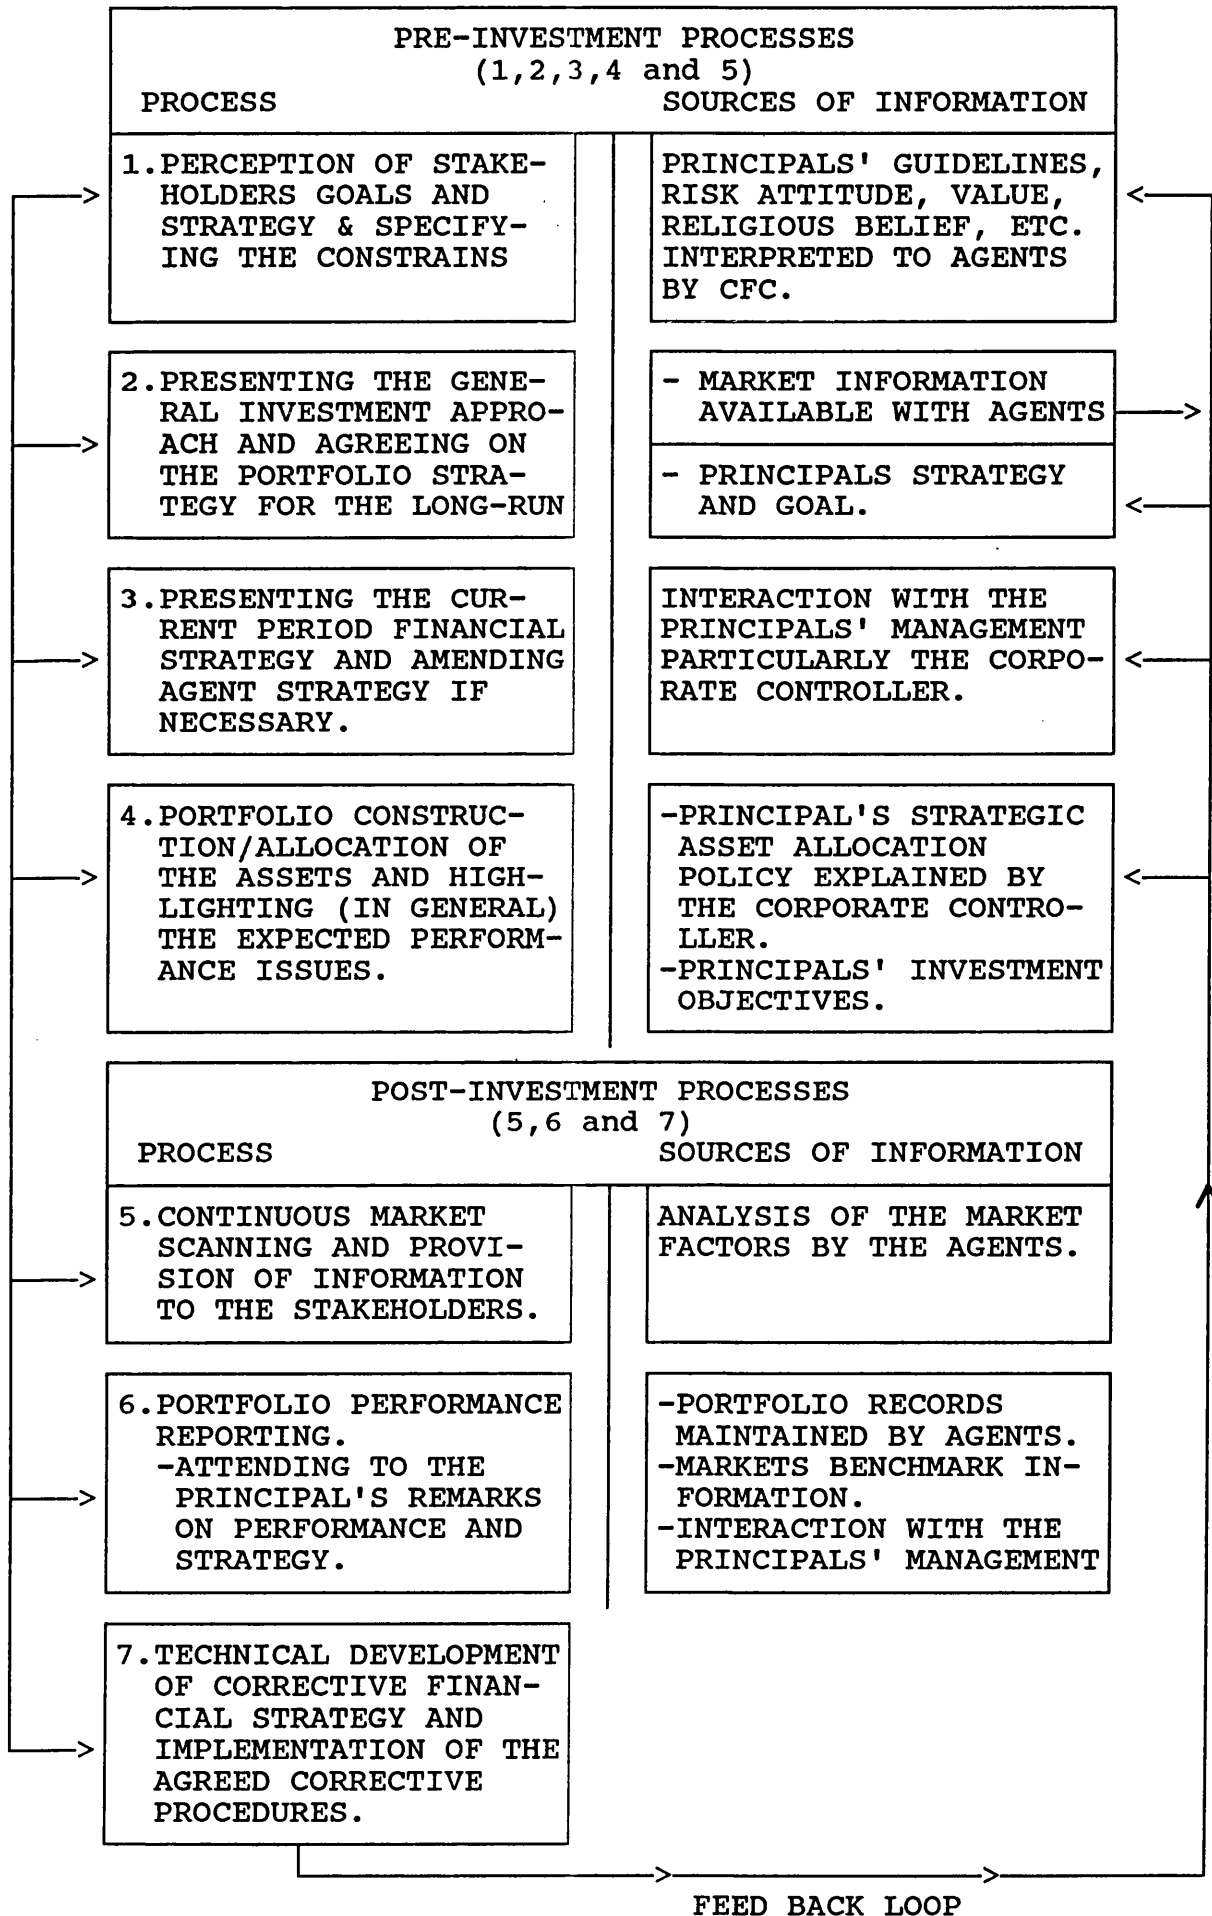 PRE-INVESTMENT PROCESSES
(1,2,3,4 and 5)
PROCESS
SOURCES OF INFORMATION
1.PERCEPTION OF STAKE-
HOLDERS GOALS AND
STRATEGY & SPECIFY-
ING THE CONSTRAINS
PRINCIPALS' GUIDELINES,
RISK ATTITUDE, VALUE,
RELIGIOUS BELIEF, ETC.
INTERPRETED TO AGENTS
BY CFC.
2.PRESENTING THE GENE-
RAL INVESTMENT APPRO-
ACH AND AGREEING ON
THE PORTFOLIO STRA-
TEGY FOR THE LONG-RUN
- MARKET INFORMATION
AVAILABLE WITH AGENTS
- PRINCIPALS STRATEGY
AND GOAL.
3.PRESENTING THE CUR-
RENT PERIOD FINANCIAL
STRATEGY AND AMENDING
AGENT STRATEGY IF
NECESSARY.
INTERACTION WITH THE
PRINCIPALS' MANAGEMENT
PARTICULARLY THE CORPO-
RATE CONTROLLER.
4.PORTFOLIO CONSTRUC-
TION/ALLOCATION OF
THE ASSETS AND HIGH-
LIGHTING (IN GENERAL)
THE EXPECTED PERFORM-
ANCE ISSUES.
-PRINCIPAL'S STRATEGIC
ASSET ALLOCATION
POLICY EXPLAINED BY
THE CORPORATE CONTRO-
LLER.
-PRINCIPALS' INVESTMENT
OBJECTIVES.
POST-INVESTMENT PROCESSES
(5,6 and 7)
PROCESS
SOURCES OF INFORMATION
5.CONTINUOUS MARKET
SCANNING AND PROVI-
SION OF INFORMATION
TO THE STAKEHOLDERS.
ANALYSIS OF THE MARKET
FACTORS BY THE AGENTS.
6.PORTFOLIO PERFORMANCE
REPORTING.
-ATTENDING TO THE
PRINCIPAL'S REMARKS
ON PERFORMANCE AND
STRATEGY.
-PORTFOLIO RECORDS
MAINTAINED BY AGENTS.
-MARKETS BENCHMARK IN-
FORMATION.
-INTERACTION WITH THE
PRINCIPALS' MANAGEMENT
7.TECHNICAL DEVELOPMENT
OF CORRECTIVE FINAN-
CIAL STRATEGY AND
IMPLEMENTATION OF THE
AGREED CORRECTIVE
PROCEDURES.
FEED BACK LOOP